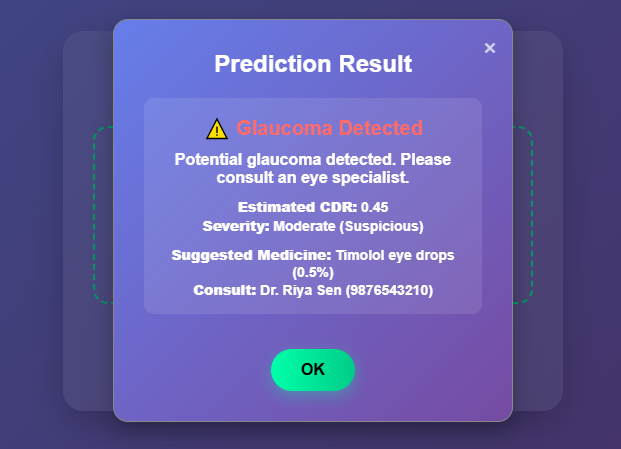 ×
Prediction Result
⚠ Glaucoma Detected
Potential glaucoma detected. Please
consult an eye specialist.
Estimated CDR: 0.45
Severity: Moderate (Suspicious)
Suggested Medicine: Timolol eye drops
(0.5%)
Consult: Dr. Riya Sen (9876543210)
OK